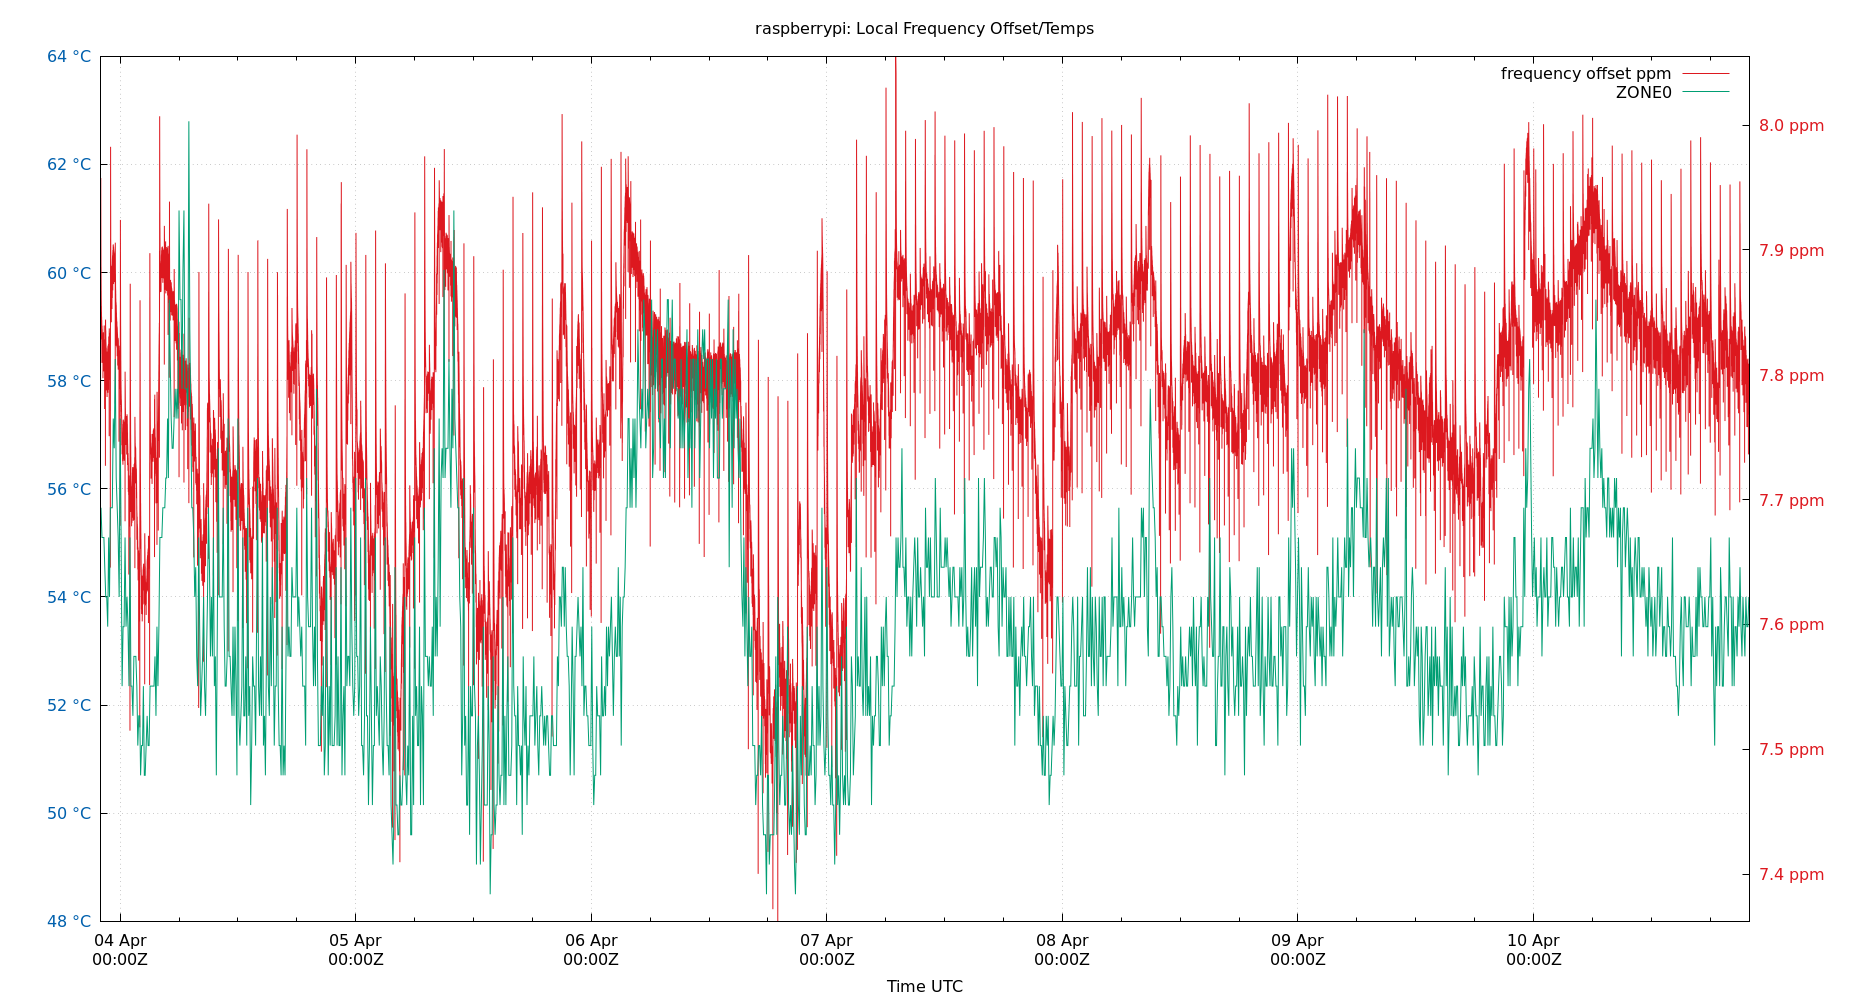 raspberrypi: Local Frequency Offset/Temps
frequency offset ppm
ZONE0
64 °C
62 °C
60 °C
58 °C
56 °C
54 °C
52 °C
50 °C
48 °C
8.0 ppm
7.9 ppm
7.8 ppm
7.7 ppm
7.6 ppm
7.5 ppm
7.4 ppm
04 Apr
00:00Z
05 Apr
00:00Z
06 Apr
00:00Z
07 Apr
00:00Z
08 Apr
00:00Z
09 Apr
00:00Z
10 Apr
00:00Z
Time UTC